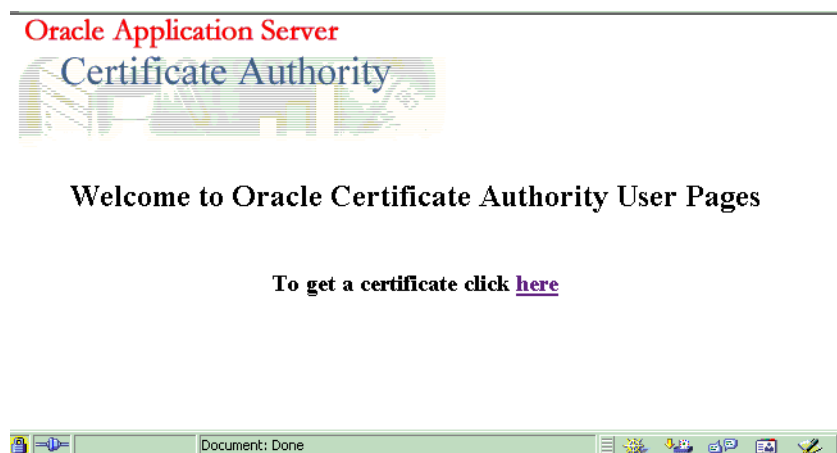 Oracle Application Server
Certificate Authority
Welcome to Oracle Certificate Authority User Pages
To get a certificate click here
Document: Done